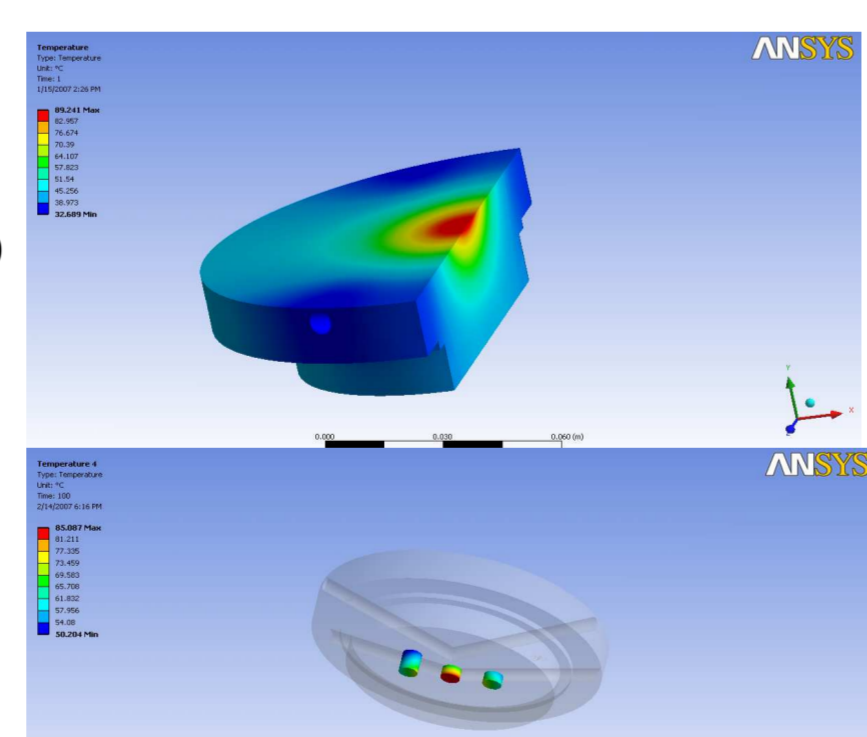 ANSYS
Temperature
Type: Temperature
Unit: °C
Time: 1
1/15/2007 2:26 PM
89.241 Max
82.957
76.674
70.39
64.107
57.823
51.54
45.256
38.973
32.689 Min
Y
X
Z
0.000 0.030 0.060 (m)
ANSYS
Temperature 4
Type: Temperature
Unit: °C
Time: 100
2/14/2007 6:16 PM
85.087 Max
81.211
77.335
73.459
69.583
65.708
61.832
57.956
54.08
50.204 Min